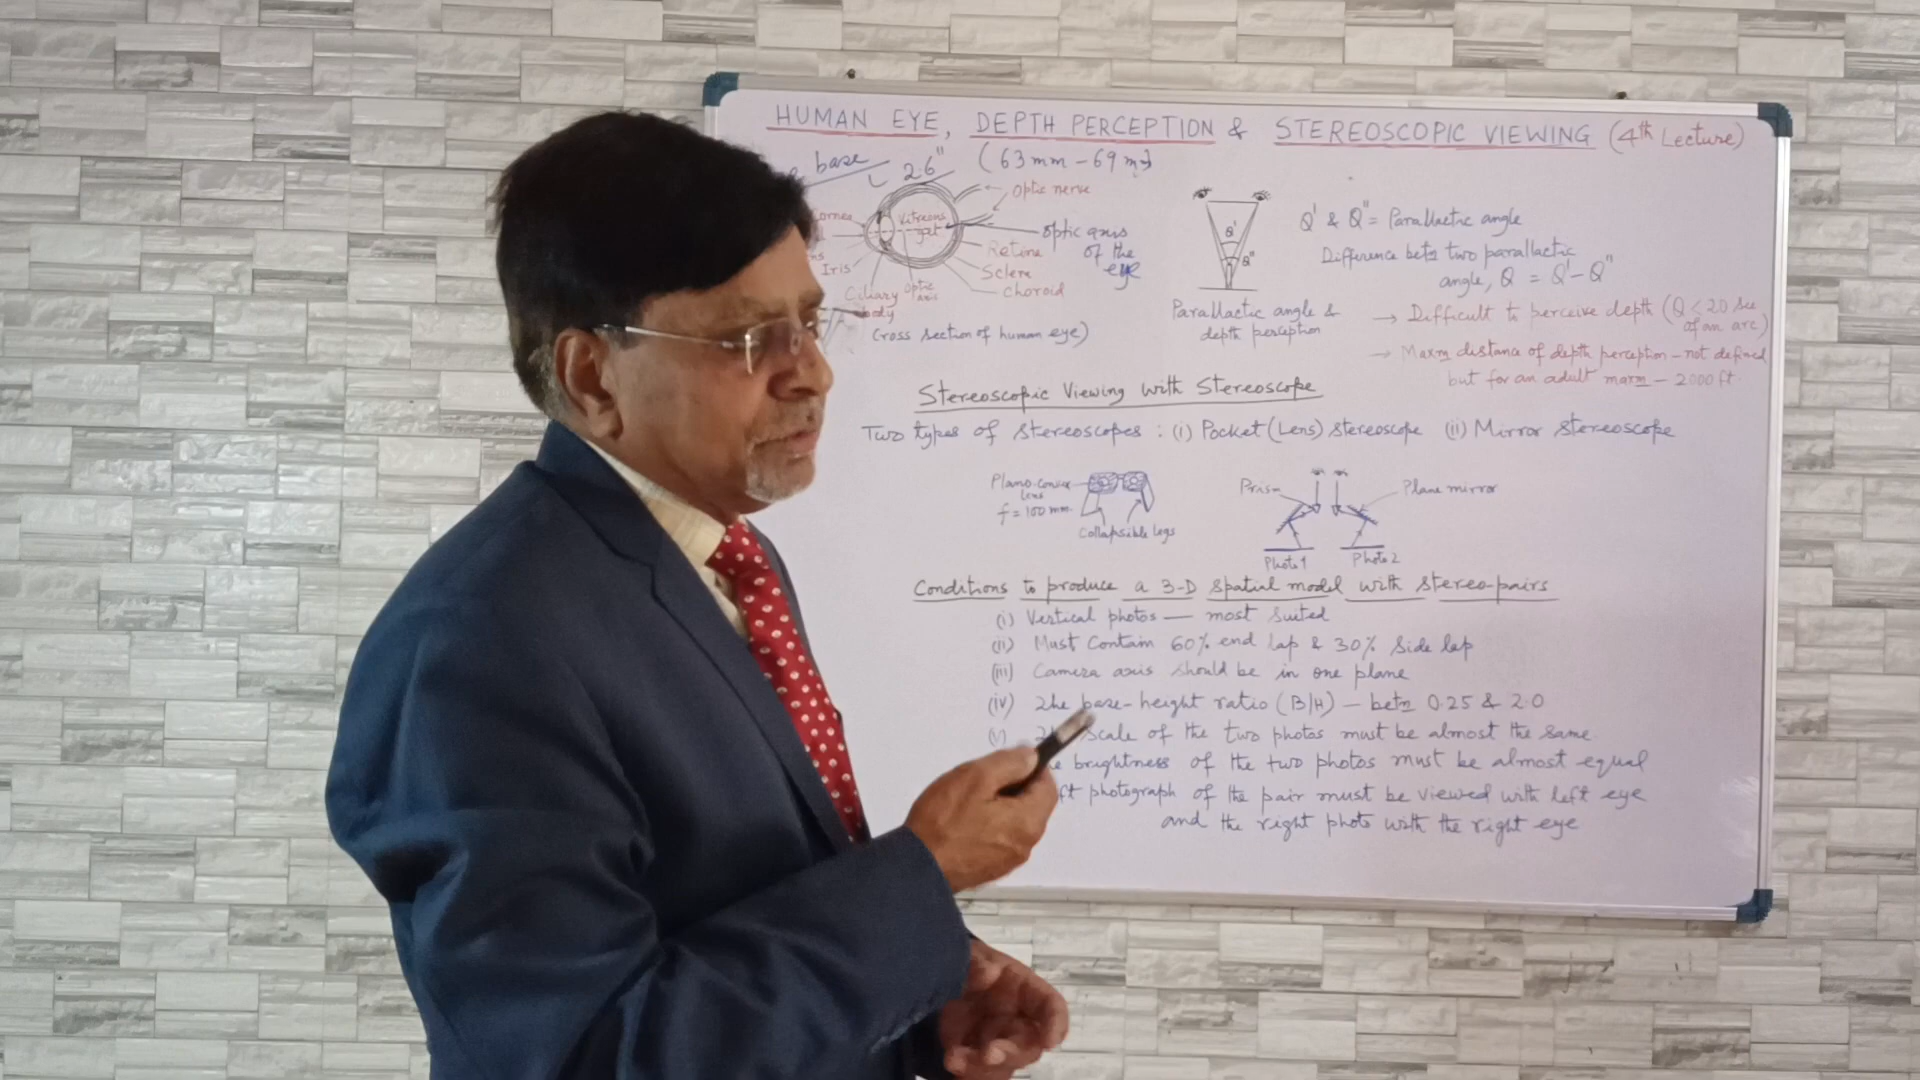 HUMAN EYE, DEPTH PERCEPTION & STEREOSCOPIC VIEWING (4th Lecture)
base 2.6" (63mm - 69m
Optic nerve
Vitreous
optic axis
of the
eye
Retina
Iris
Sclera
Choroid
Ciliary
body
Optic
axis
(cross section of human eye)
Q'
Q"
Parallactic angle &
depth perception
Q' & Q" = Parallactic angle
Difference betn two parallactic
angle, Q = Q' - Q"
→ Difficult to perceive depth (Q < 20 Sec
of an arc)
→ Maxm distance of depth perception - not defined
but for an adult maxm - 2000 ft.
Stereoscopic Viewing with Stereoscope
Two types of Stereoscopes : (i) Pocket (Lens) Stereoscope (ii) Mirror Stereoscope
Plano-convex
lens
f = 100 mm.
Collapsible legs
Prism
Plane mirror
Photo 1
Photo 2
Conditions to produce a 3-D Spatial model with Stereo-pairs
(i) Vertical photos — most suited
(ii) Must Contain 60% end lap & 30% Side lap
(iii) Camera axis should be in one plane
(iv) The base-height ratio (B/H) — betn 0.25 & 2.0
(v) Scale of the two photos must be almost the same
brightness of the two photos must be almost equal
photograph of the pair must be viewed with left eye
and the right photo with the right eye